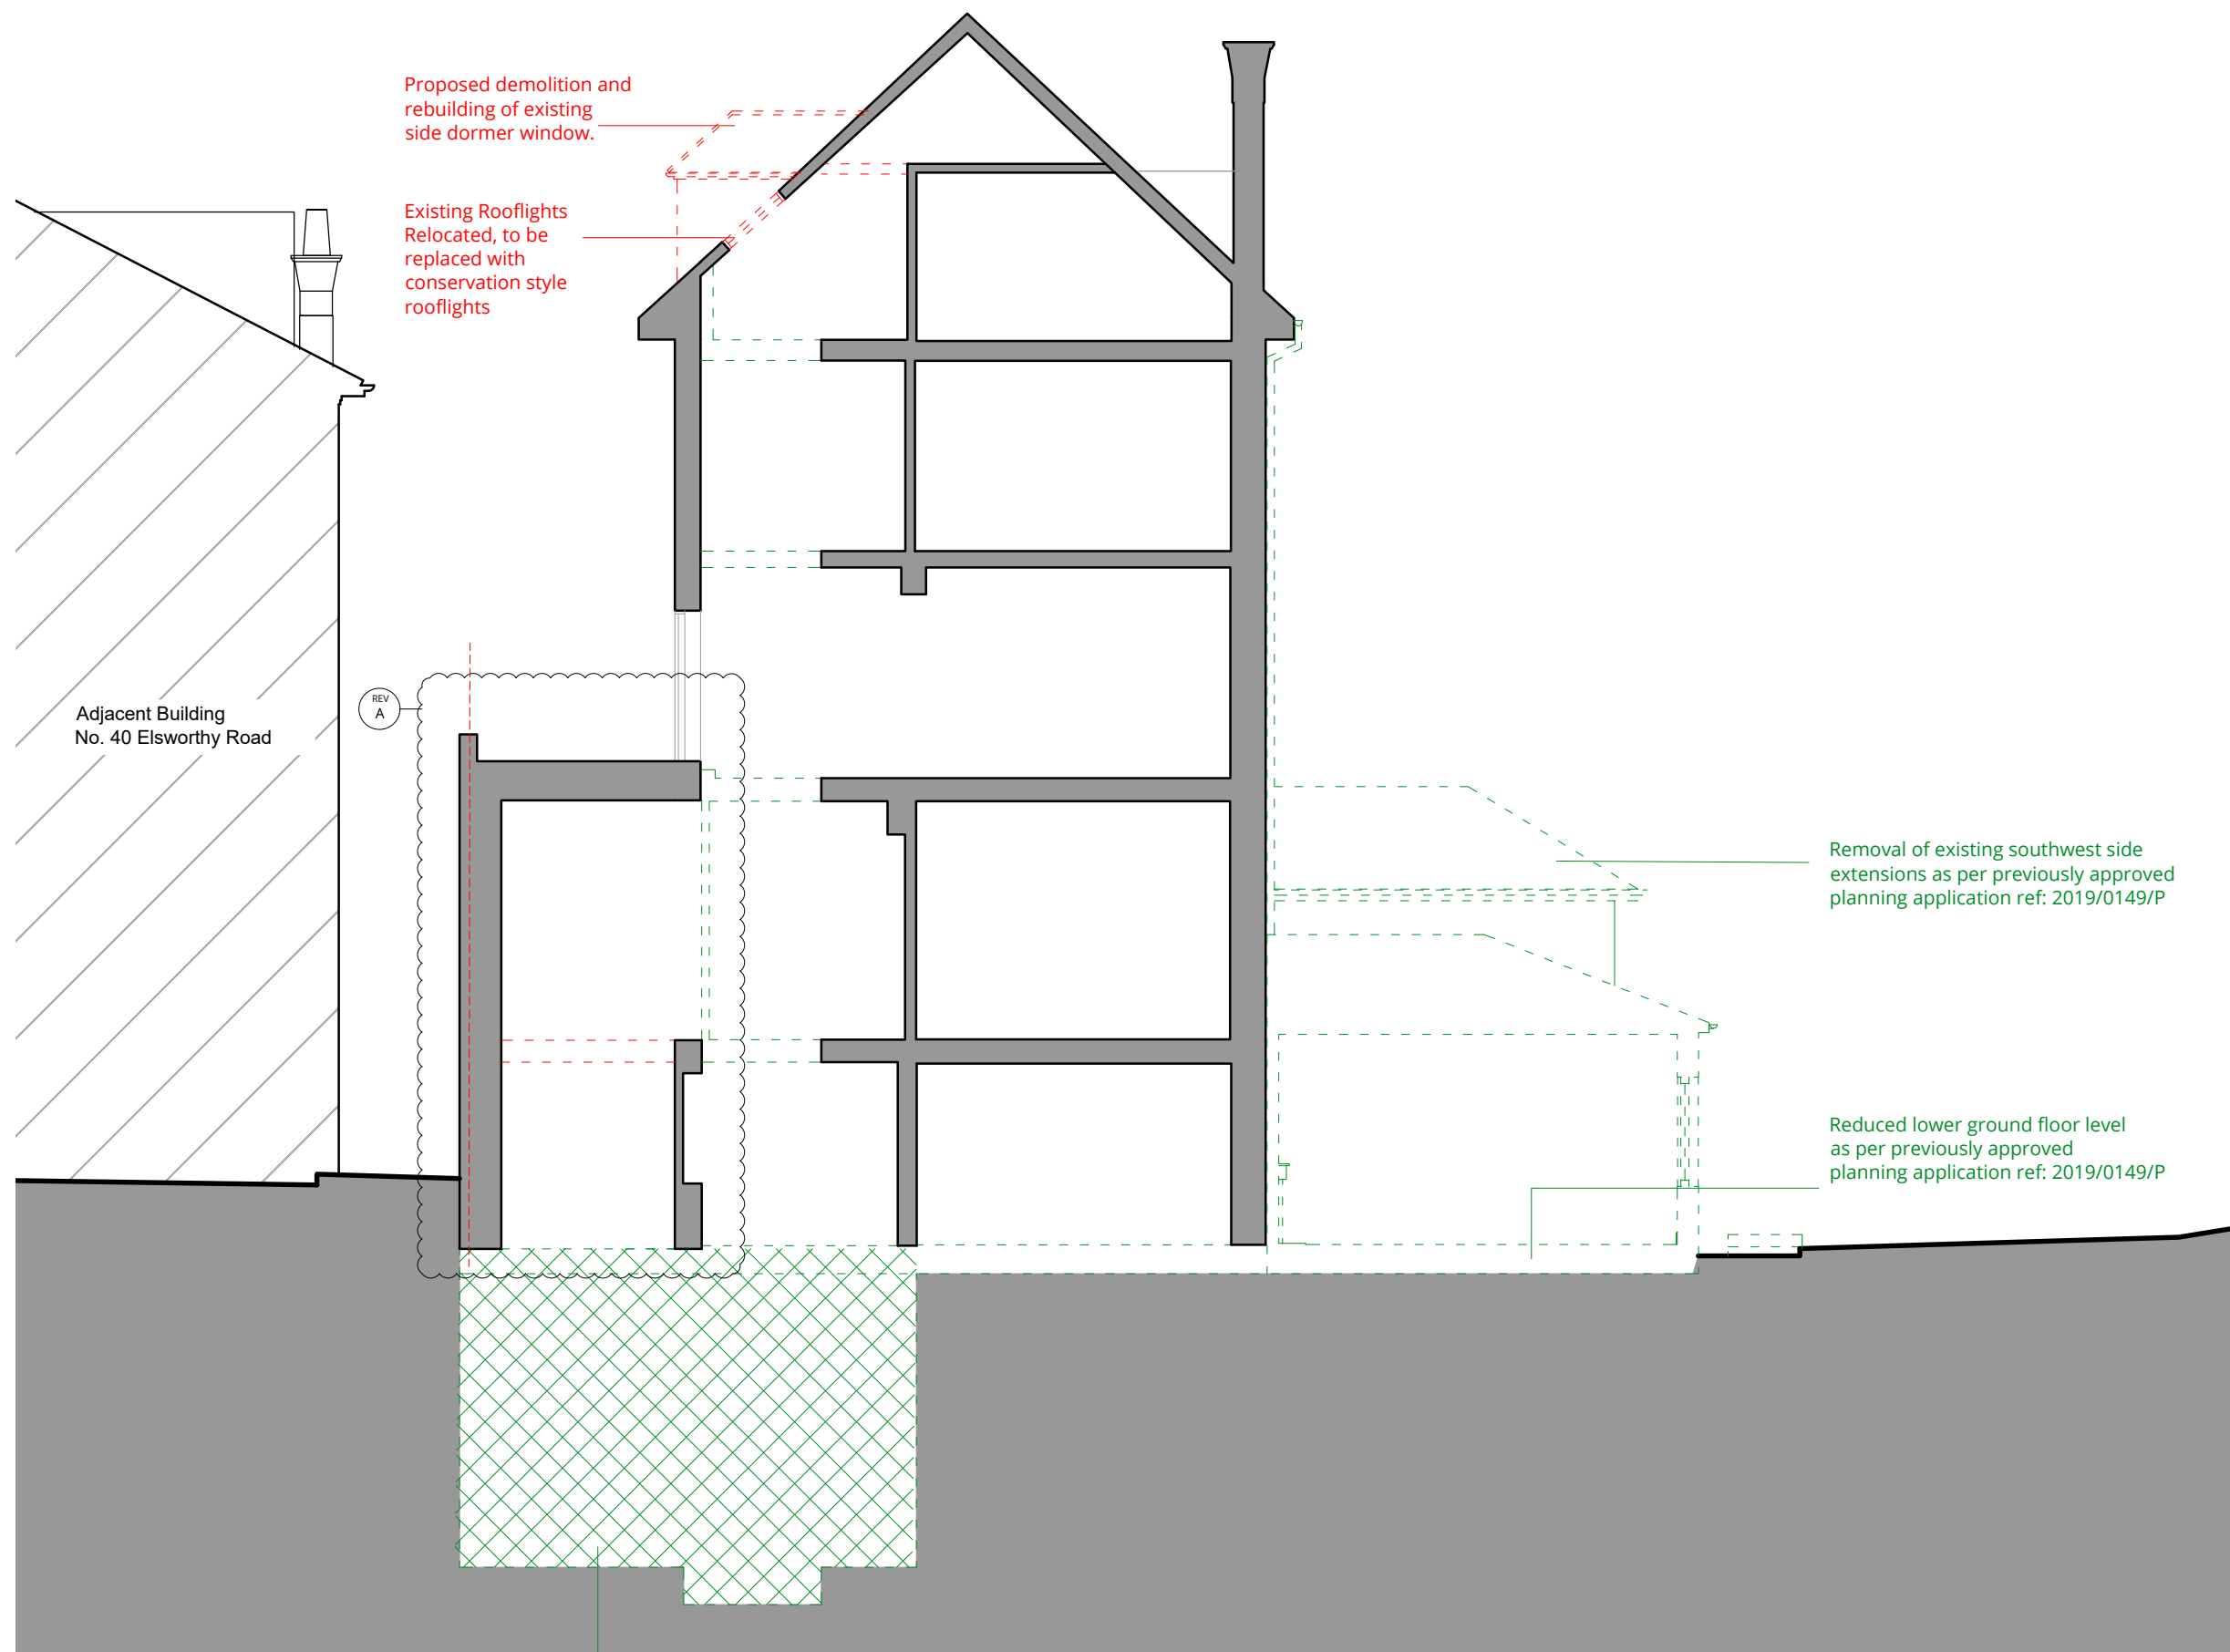 Proposed demolition and
rebuilding of existing
side dormer window.
Existing Rooflights
Relocated, to be
replaced with
conservation style
rooflights
REV
A
Adjacent Building
No. 40 Elsworthy Road
Removal of existing southwest side
extensions as per previously approved
planning application ref: 2019/0149/P
Reduced lower ground floor level
as per previously approved
planning application ref: 2019/0149/P